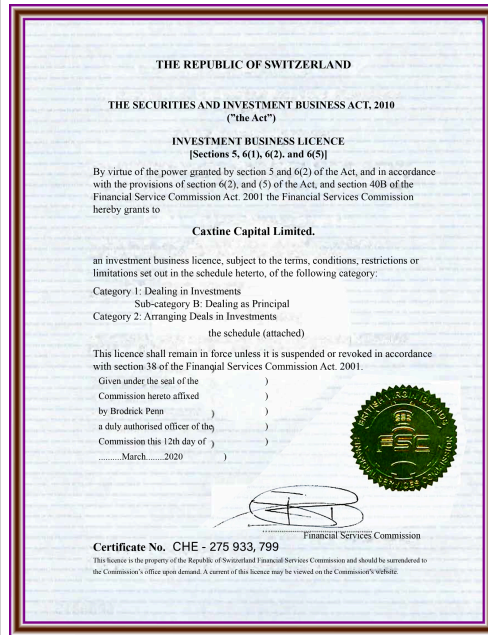 THE REPUBLIC OF SWITZERLAND
THE SECURITIES AND INVESTMENT BUSINESS ACT, 2010
("the Act")
INVESTMENT BUSINESS LICENCE
[Sections 5, 6(1), 6(2). and 6(5)]
By virtue of the power granted by section 5 and 6(2) of the Act, and in accordance
with the provisions of section 6(2), and (5) of the Act, and section 40B of the
Financial Service Commission Act. 2001 the Financial Services Commission
hereby grants to
Caxtine Capital Limited.
an investment business licence, subject to the terms, conditions, restrictions or
limitations set out in the schedule heterto, of the following category:
Category 1: Dealing in Investments
Sub-category B: Dealing as Principal
Category 2: Arranging Deals in Investments
the schedule (attached)
This licence shall remain in force unless it is suspended or revoked in accordance
with section 38 of the Finanqial Services Commission Act. 2001.
Given under the seal of the )
Commission hereto affixed )
by Brodrick Penn ) )
a duly authorised officer of the) )
Commission this 12th day of ) )
..........March........2020 )
FSC
Financial Services Commission
Certificate No. CHE - 275 933, 799
This licence is the property of the Republic of Switzerland Financial Services Commission and should be surrendered to
the Commission's office upon demand. A current of this licence may be viewed on the Commission's website.